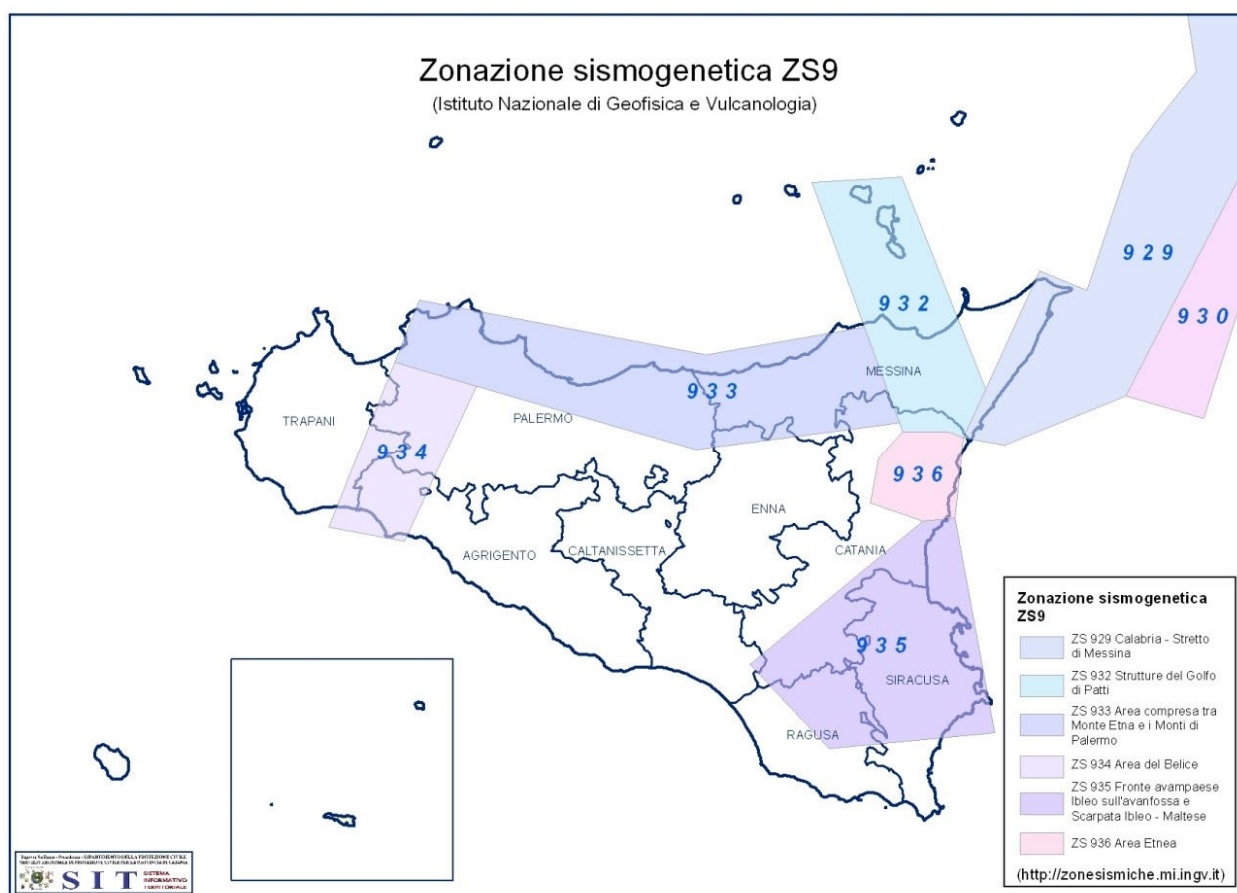 Zonazione sismogenetica ZS9
(Istituto Nazionale di Geofisica e Vulcanologia)
9 2 9
9 3 2
9 3 0
MESSINA
9 3 3
TRAPANI
PALERMO
9 3 4
9 3 6
ENNA
AGRIGENTO
CALTANISSETTA
CATANIA
9 3 5
SIRACUSA
RAGUSA
Zonazione sismogenetica
ZS9
ZS 929 Calabria - Stretto
di Messina
ZS 932 Strutture del Golfo
di Patti
ZS 933 Area compresa tra
Monte Etna e i Monti di
Palermo
ZS 934 Area del Belice
ZS 935 Fronte avampaese
Ibleo sull'avanfossa e
Scarpata Ibleo - Maltese
ZS 936 Area Etnea
(http://zonesismiche.mi.ingv.it)
S I T
SISTEMA
INFORMATIVO
TERRITORIALE